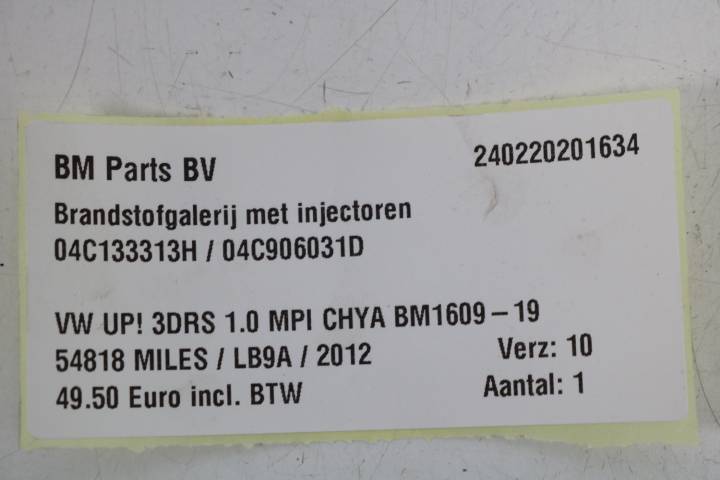 BM Parts BV 240220201634
Brandstofgalerij met injectoren
04C133313H / 04C906031D
VW UP! 3DRS 1.0 MPI CHYA BM1609 – 19
54818 MILES / LB9A / 2012 Verz: 10
49.50 Euro incl. BTW Aantal: 1